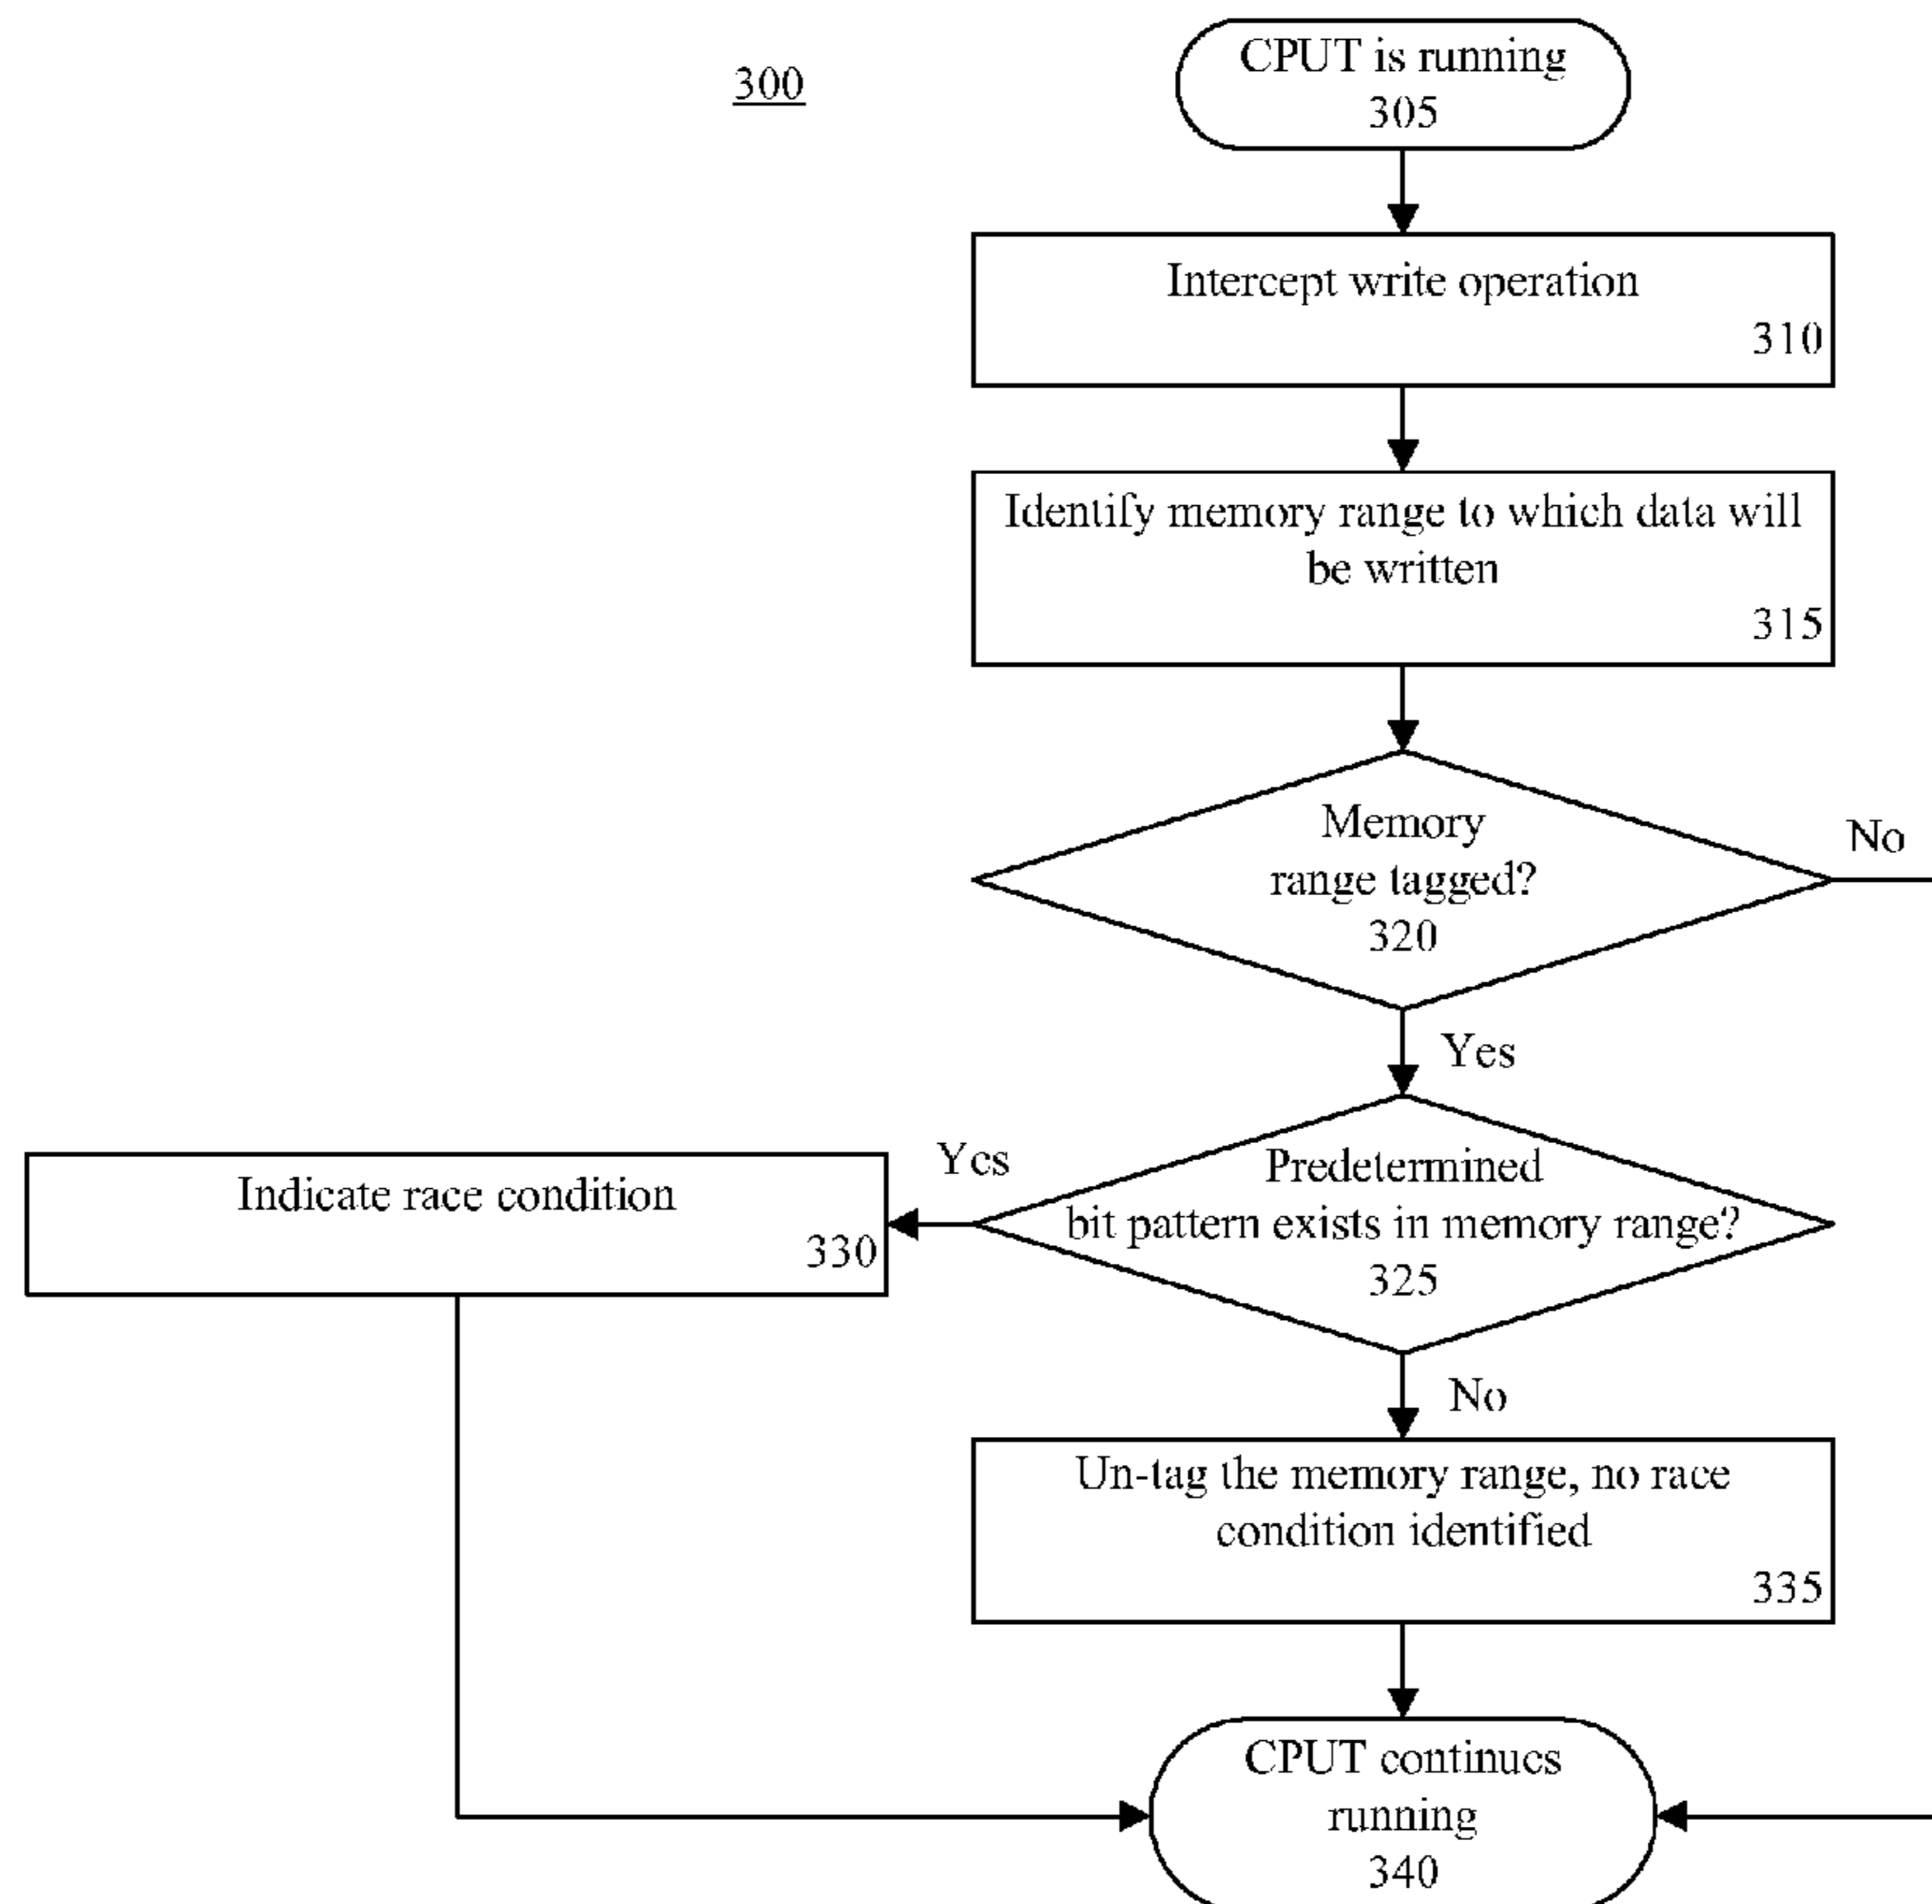 300
CPUT is running
305
Intercept write operation
310
Identify memory range to which data will
be written
315
Memory
range tagged?
320
No
Yes
Predetermined
bit pattern exists in memory range?
325
Yes
Indicate race condition
330
No
Un-tag the memory range, no race
condition identified
335
CPUT continues
running
340